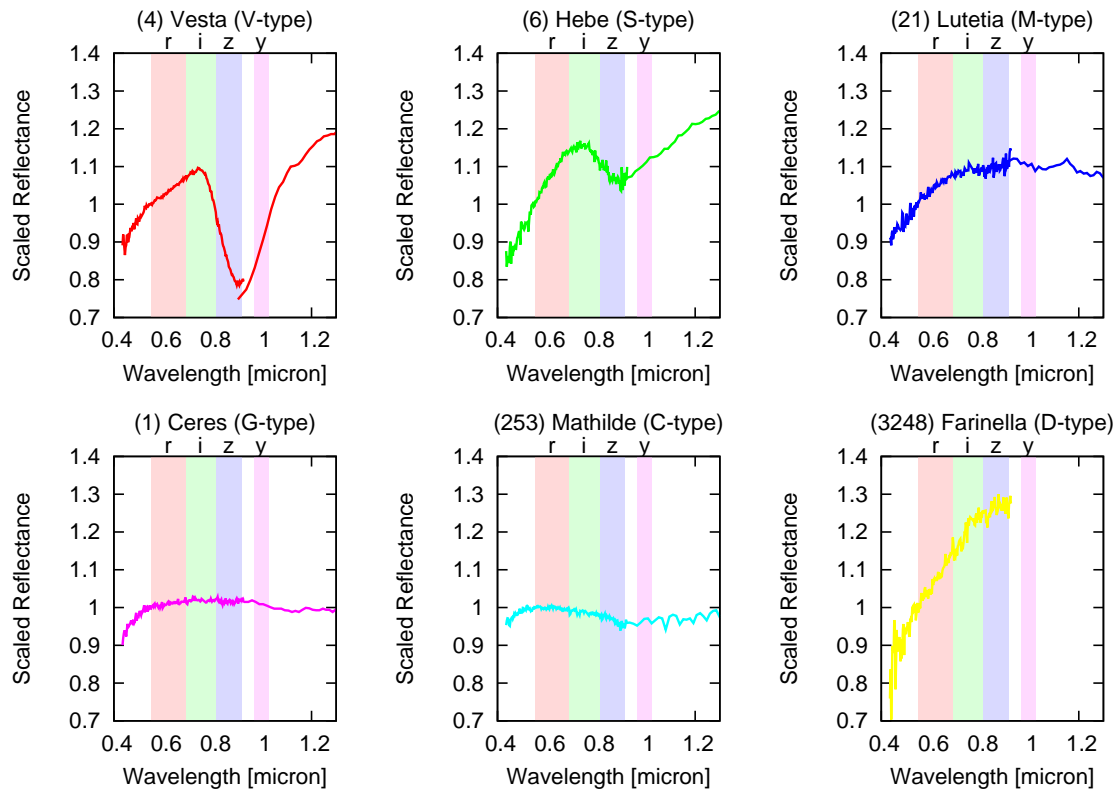 (4) Vesta (V-type)
r i z y
1.4
1.3
1.2
1.1
1
0.9
0.8
0.7
Scaled Reflectance
0.4 0.6 0.8 1 1.2
Wavelength [micron]
(6) Hebe (S-type)
r i z y
1.4
1.3
1.2
1.1
1
0.9
0.8
0.7
Scaled Reflectance
0.4 0.6 0.8 1 1.2
Wavelength [micron]
(21) Lutetia (M-type)
r i z y
1.4
1.3
1.2
1.1
1
0.9
0.8
0.7
Scaled Reflectance
0.4 0.6 0.8 1 1.2
Wavelength [micron]
(1) Ceres (G-type)
r i z y
1.4
1.3
1.2
1.1
1
0.9
0.8
0.7
Scaled Reflectance
0.4 0.6 0.8 1 1.2
Wavelength [micron]
(253) Mathilde (C-type)
r i z y
1.4
1.3
1.2
1.1
1
0.9
0.8
0.7
Scaled Reflectance
0.4 0.6 0.8 1 1.2
Wavelength [micron]
(3248) Farinella (D-type)
r i z y
1.4
1.3
1.2
1.1
1
0.9
0.8
0.7
Scaled Reflectance
0.4 0.6 0.8 1 1.2
Wavelength [micron]